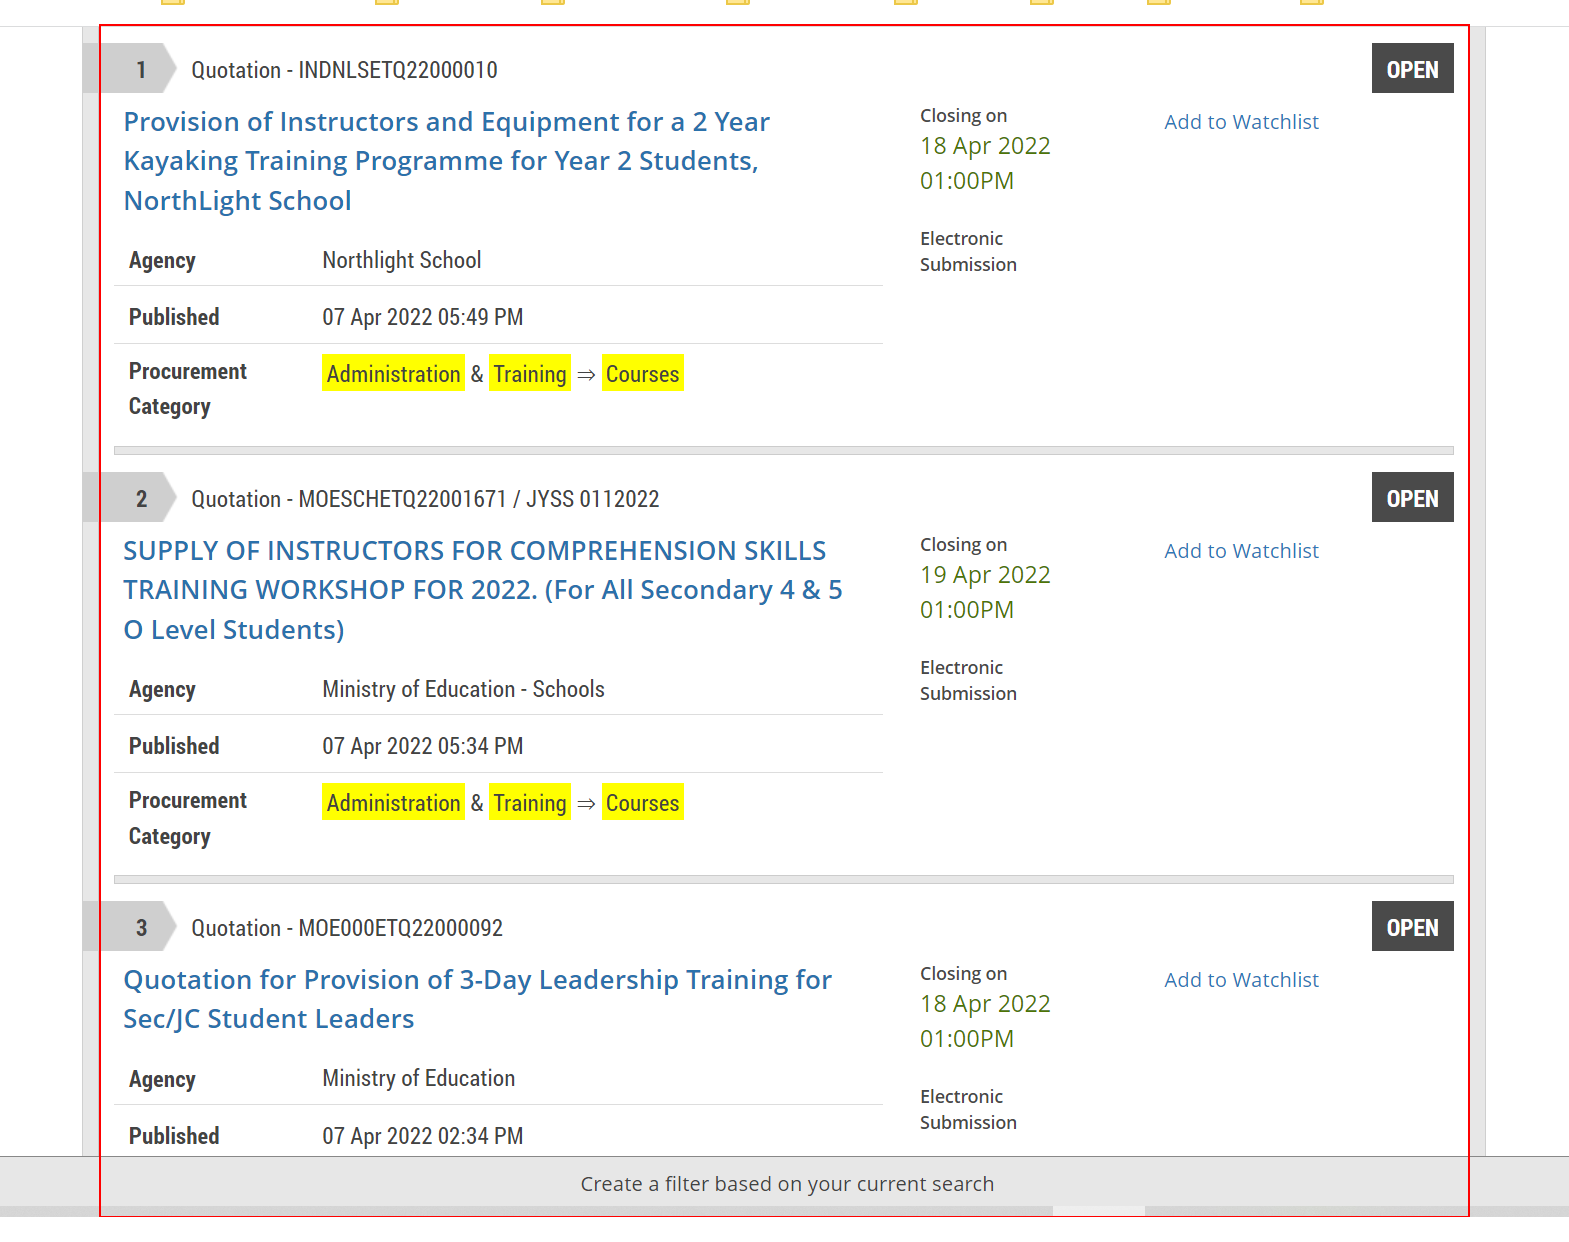 1
Quotation - INDNLSETQ22000010
OPEN
Provision of Instructors and Equipment for a 2 Year
Kayaking Training Programme for Year 2 Students,
NorthLight School
Closing on
18 Apr 2022
01:00PM
Electronic
Submission
Add to Watchlist
Agency Northlight School
Published 07 Apr 2022 05:49 PM
Procurement
Category
Administration & Training ⇒ Courses
2
Quotation - MOESCHETQ22001671 / JYSS 0112022
OPEN
SUPPLY OF INSTRUCTORS FOR COMPREHENSION SKILLS
TRAINING WORKSHOP FOR 2022. (For All Secondary 4 & 5
O Level Students)
Closing on
19 Apr 2022
01:00PM
Electronic
Submission
Add to Watchlist
Agency Ministry of Education - Schools
Published 07 Apr 2022 05:34 PM
Procurement
Category
Administration & Training ⇒ Courses
3
Quotation - MOE000ETQ22000092
OPEN
Quotation for Provision of 3-Day Leadership Training for
Sec/JC Student Leaders
Closing on
18 Apr 2022
01:00PM
Electronic
Submission
Add to Watchlist
Agency Ministry of Education
Published 07 Apr 2022 02:34 PM
Create a filter based on your current search